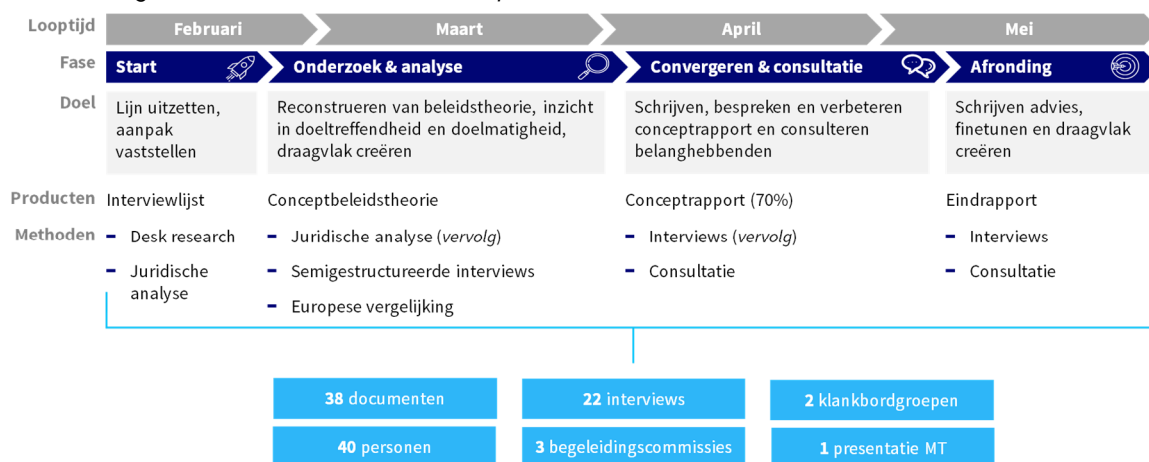 Looptijd Februari Maart April Mei
Fase Start Onderzoek & analyse Convergeren & consultatie Afronding
Doel
Lijn uitzetten,
aanpak
vaststellen
Reconstrueren van beleidstheorie, inzicht
in doeltreffendheid en doelmatigheid,
draagvlak creëren
Schrijven, bespreken en verbeteren
conceptrapport en consulteren
belanghebbenden
Schrijven advies,
finetunen en draagvlak
creëren
Producten Interviewlijst Conceptbeleidstheorie Conceptrapport (70%) Eindrapport
Methoden
– Desk research
– Juridische
analyse
– Juridische analyse (vervolg)
– Semigestructureerde interviews
– Europese vergelijking
– Interviews (vervolg)
– Consultatie
– Interviews
– Consultatie
38 documenten 22 interviews 2 klankbordgroepen
40 personen 3 begeleidingscommissies 1 presentatie MT